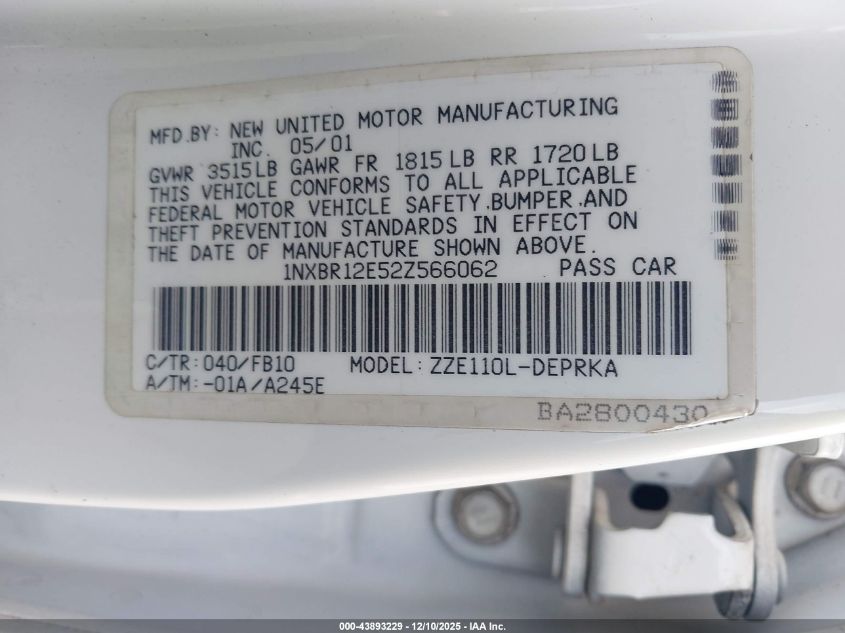 MFD.BY: NEW UNITED MOTOR MANUFACTURING
INC. 05/01
GVWR 3515LB GAWR FR 1815LB RR 1720LB
THIS VEHICLE CONFORMS TO ALL APPLICABLE
FEDERAL MOTOR VEHICLE SAFETY,BUMPER,AND
THEFT PREVENTION STANDARDS IN EFFECT ON
THE DATE OF MANUFACTURE SHOWN ABOVE.
1NXBR12E52Z566062 PASS CAR
C/TR:040/FB10 MODEL:ZZE110L-DEPRKA
A/TM:-01A/A245E
BA2800430
000-43893229 - 12/10/2025 - IAA Inc.